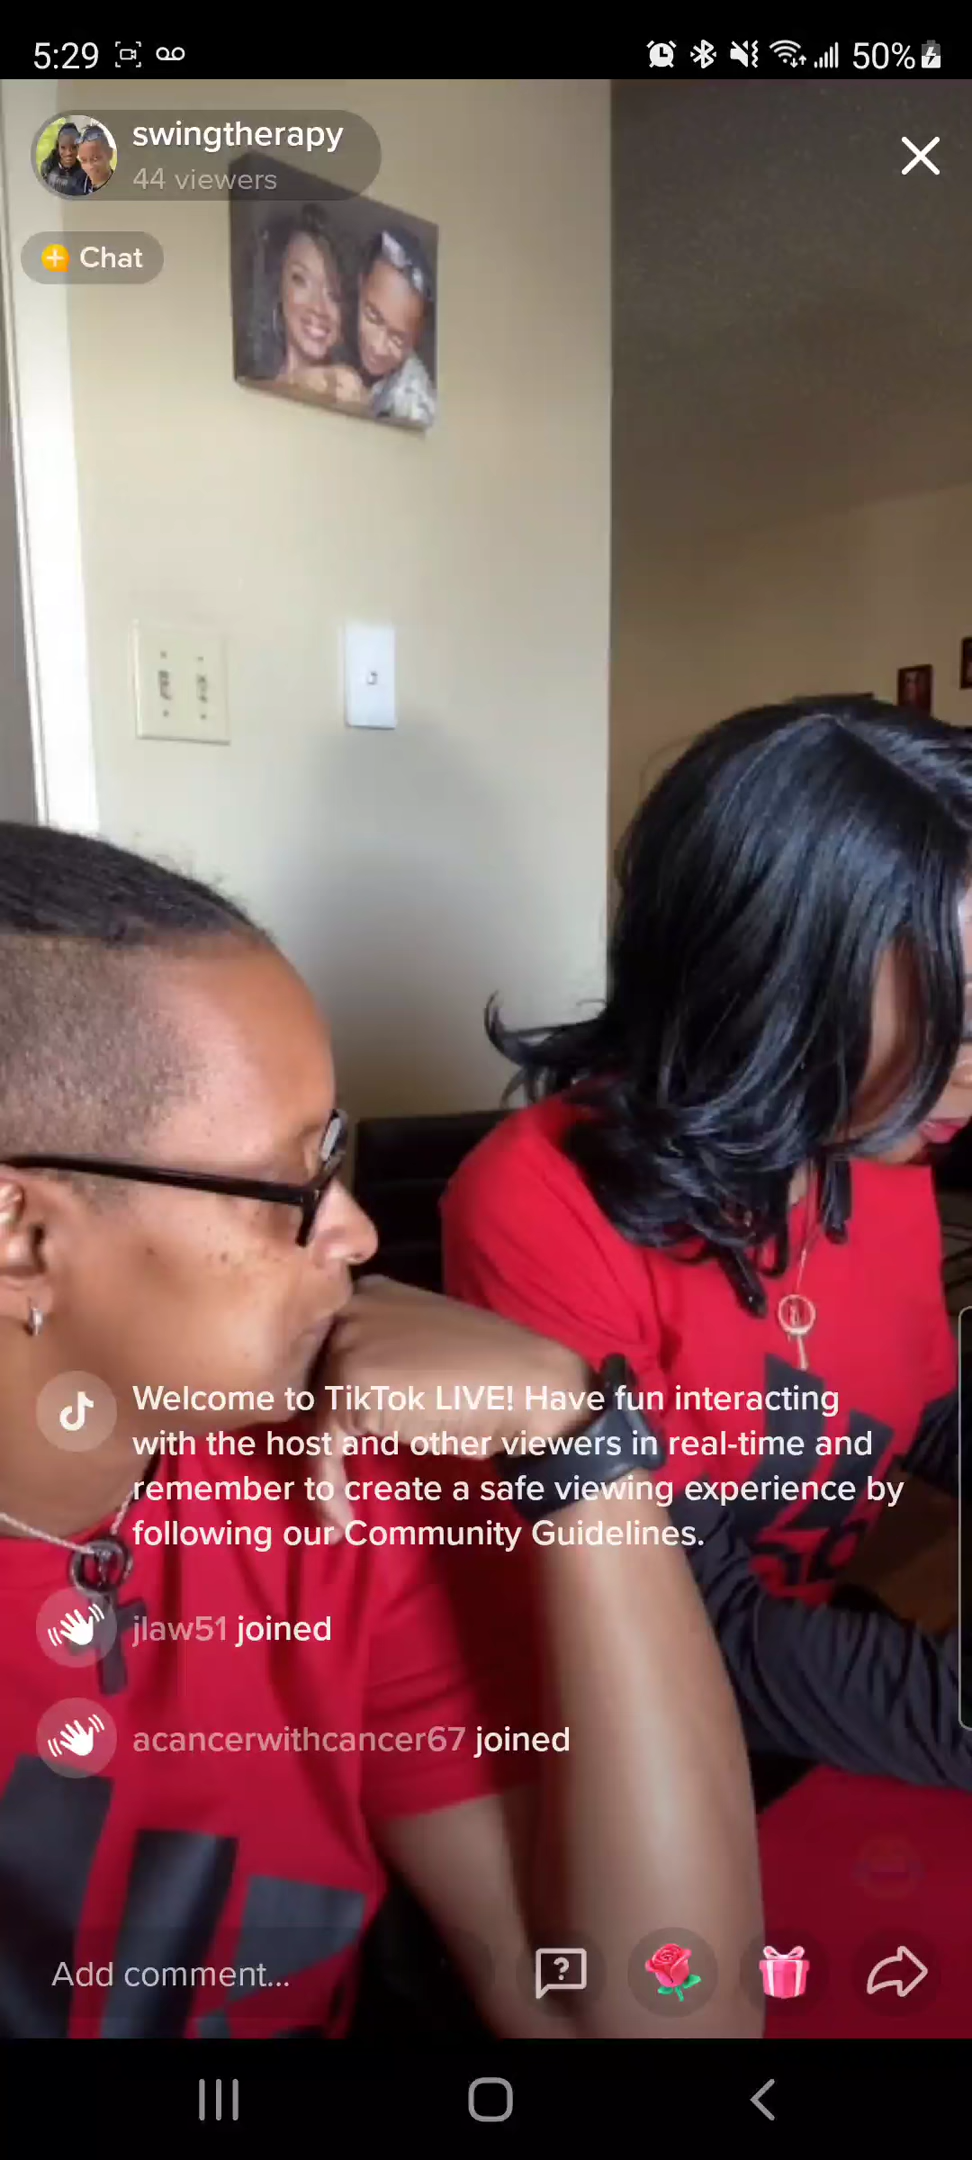 5:29
50%
swingtherapy
44 viewers
Chat
Welcome to TikTok LIVE! Have fun interacting
with the host and other viewers in real-time and
remember to create a safe viewing experience by
following our Community Guidelines.
jlaw51 joined
acancerwithcancer67 joined
Add comment...